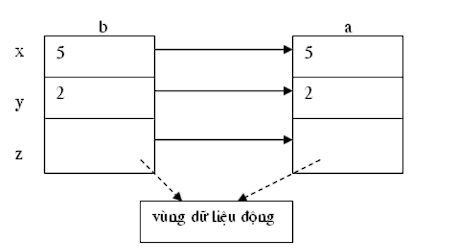 b a
x 5 5
y 2 2
z
vùng dữ liệu động